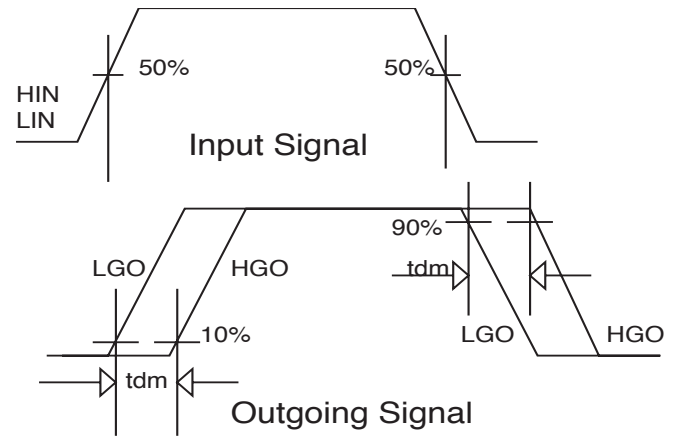 50%
50%
HIN
LIN
Input Signal
90%
LGO
HGO
tdm
10%
LGO
HGO
tdm
Outgoing Signal